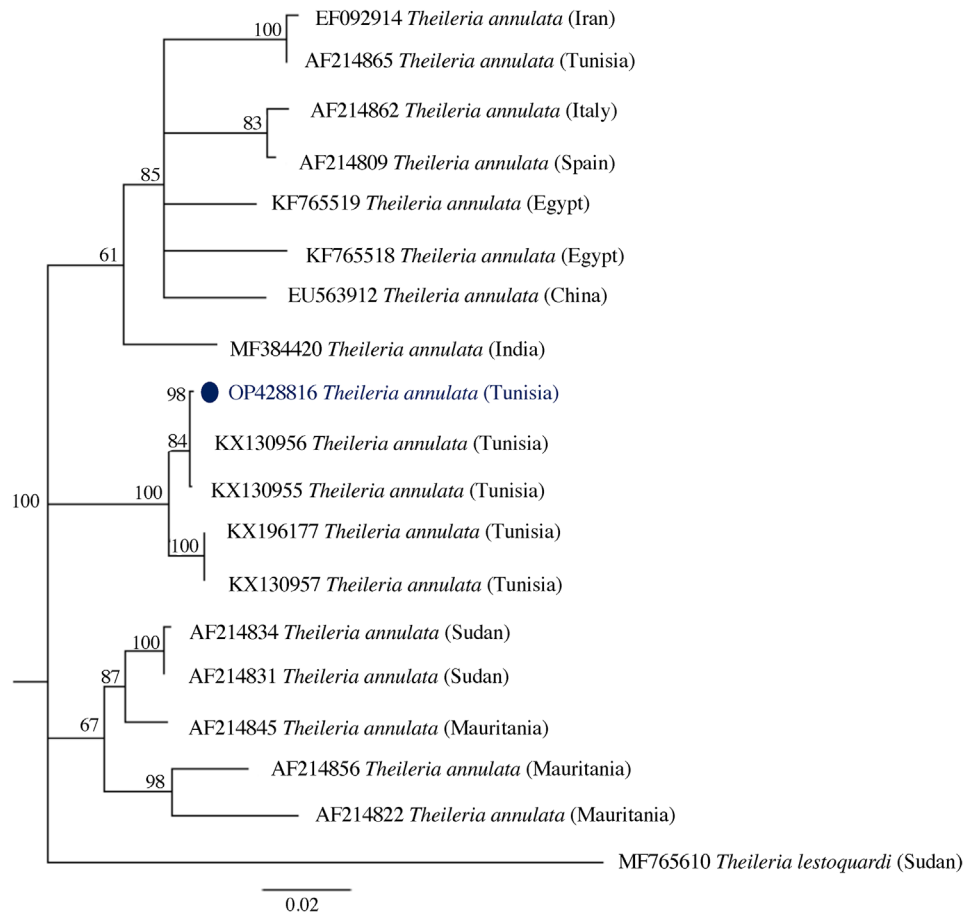 EF092914 Theileria annulata (Iran)
100
AF214865 Theileria annulata (Tunisia)
AF214862 Theileria annulata (Italy)
83
AF214809 Theileria annulata (Spain)
85
KF765519 Theileria annulata (Egypt)
61
KF765518 Theileria annulata (Egypt)
EU563912 Theileria annulata (China)
MF384420 Theileria annulata (India)
98
OP428816 Theileria annulata (Tunisia)
84
KX130956 Theileria annulata (Tunisia)
100
100
KX130955 Theileria annulata (Tunisia)
KX196177 Theileria annulata (Tunisia)
100
KX130957 Theileria annulata (Tunisia)
AF214834 Theileria annulata (Sudan)
100
AF214831 Theileria annulata (Sudan)
87
67
AF214845 Theileria annulata (Mauritania)
AF214856 Theileria annulata (Mauritania)
98
AF214822 Theileria annulata (Mauritania)
MF765610 Theileria lestoquardi (Sudan)
0.02